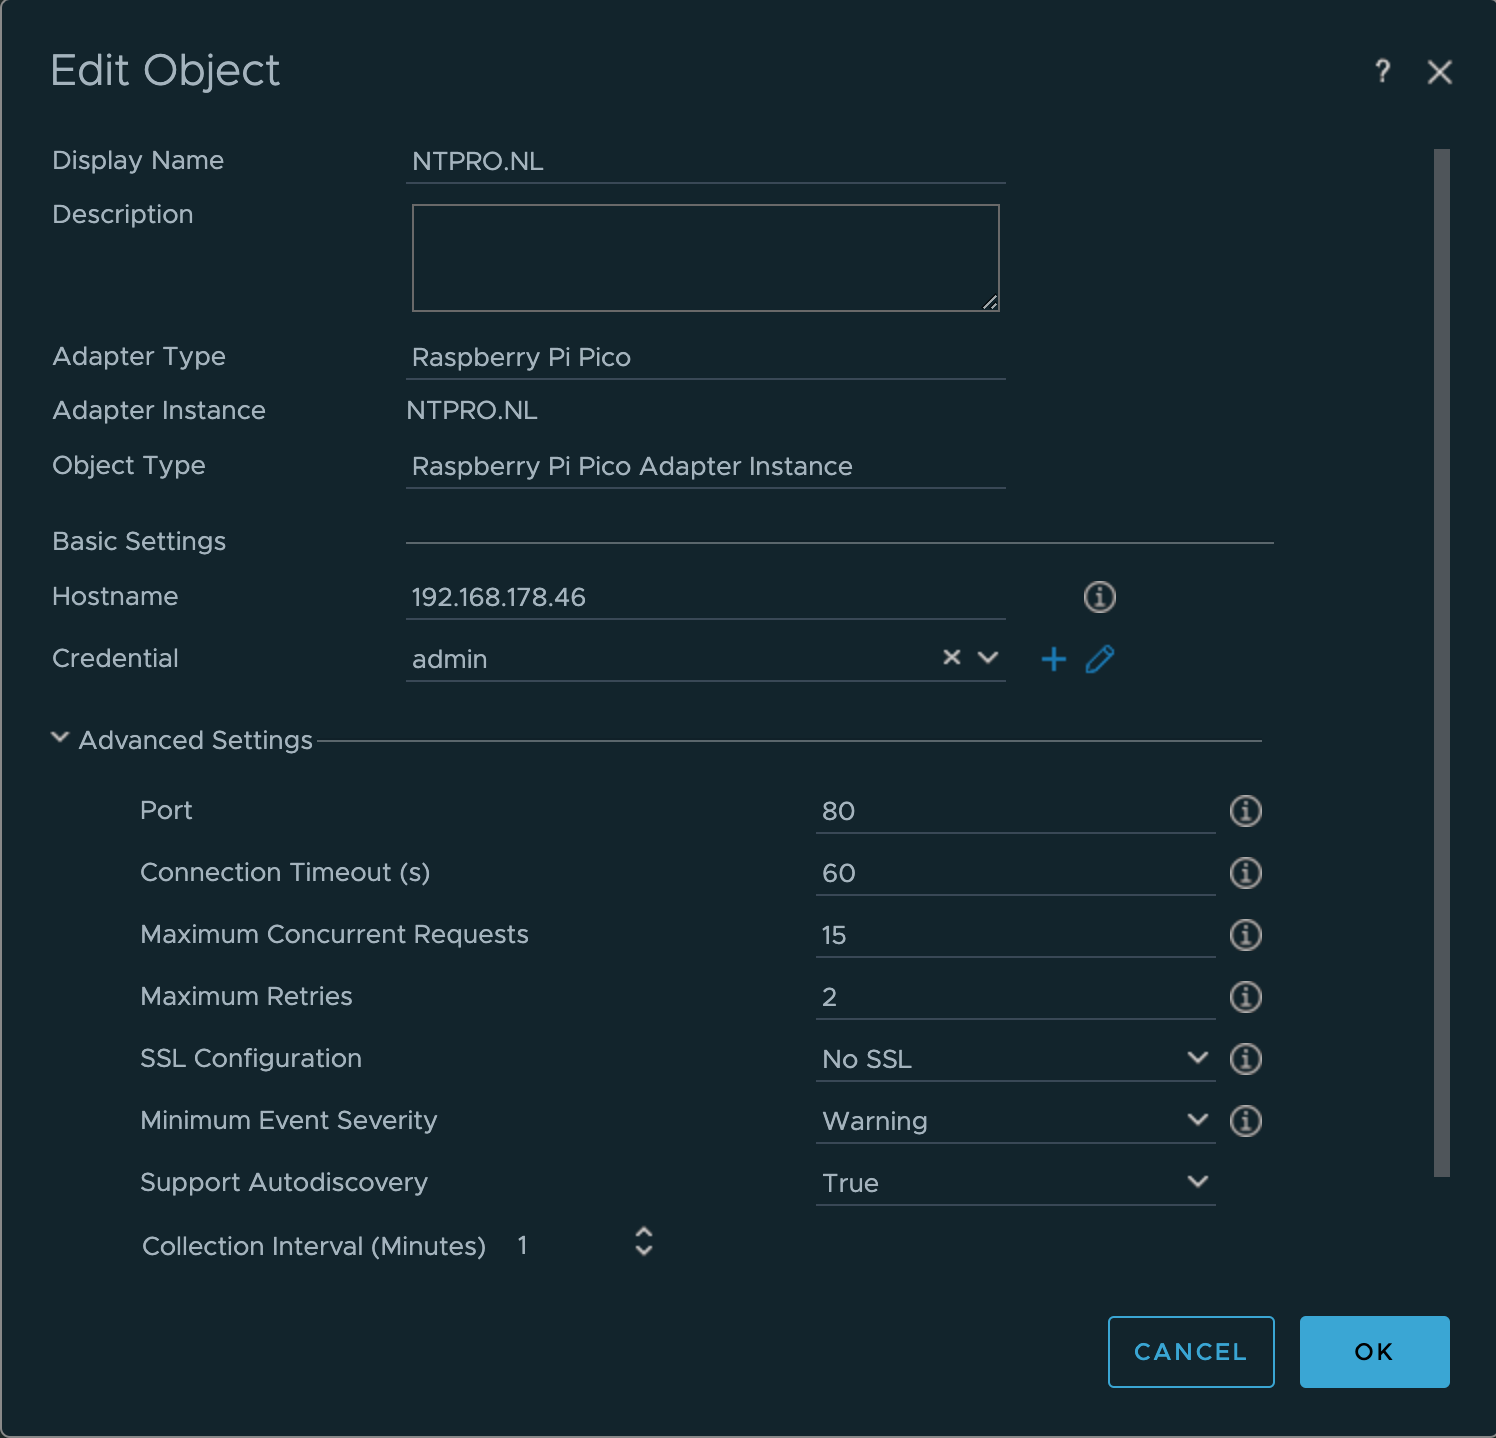 Edit Object
?
Display Name NTPRO.NL
Description
Adapter Type Raspberry Pi Pico
Adapter Instance NTPRO.NL
Object Type Raspberry Pi Pico Adapter Instance
Basic Settings
Hostname 192.168.178.46
Credential admin
Advanced Settings
Port 80
Connection Timeout (s) 60
Maximum Concurrent Requests 15
Maximum Retries 2
SSL Configuration No SSL
Minimum Event Severity Warning
Support Autodiscovery True
Collection Interval (Minutes) 1
CANCEL OK